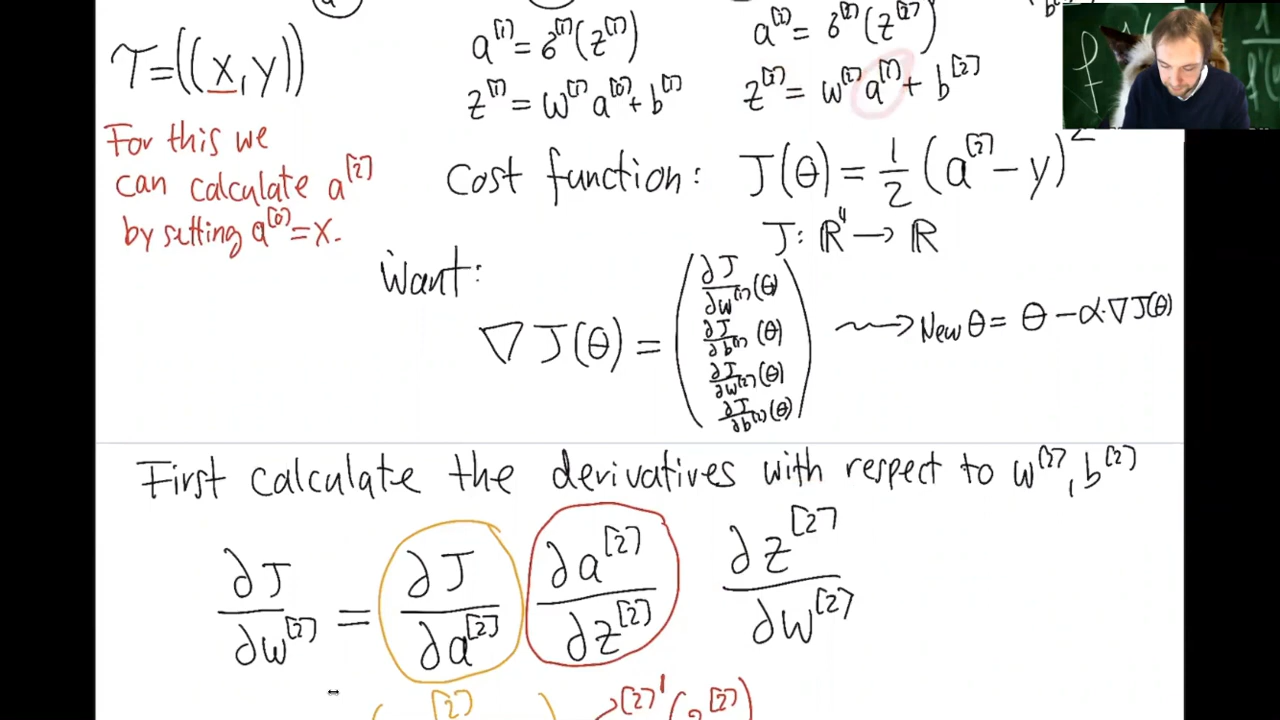 a^[1] = σ^[1](z^[1])
a^[2] = σ^[2](z^[2])
b^[2]
T = ((x, y))
z^[1] = w^[1] a^[0] + b^[1]
z^[2] = w^[2] a^[1] + b^[2]
For this we
can calculate a^[2]
by setting a^[0] = x.
Cost function: J(θ) = 1/2 (a^[2] − y)^2
J: ℝ^4 → ℝ
Want:
∇J(θ) = ( ∂J/∂w^[1] (θ)
∂J/∂b^[1] (θ)
∂J/∂w^[2] (θ)
∂J/∂b^[2] (θ) ) ⇝ New θ = θ − α·∇J(θ)
First calculate the derivatives with respect to w^[2], b^[2]
∂J/∂w^[2] = ∂J/∂a^[2] ∂a^[2]/∂z^[2] ∂z^[2]/∂w^[2]